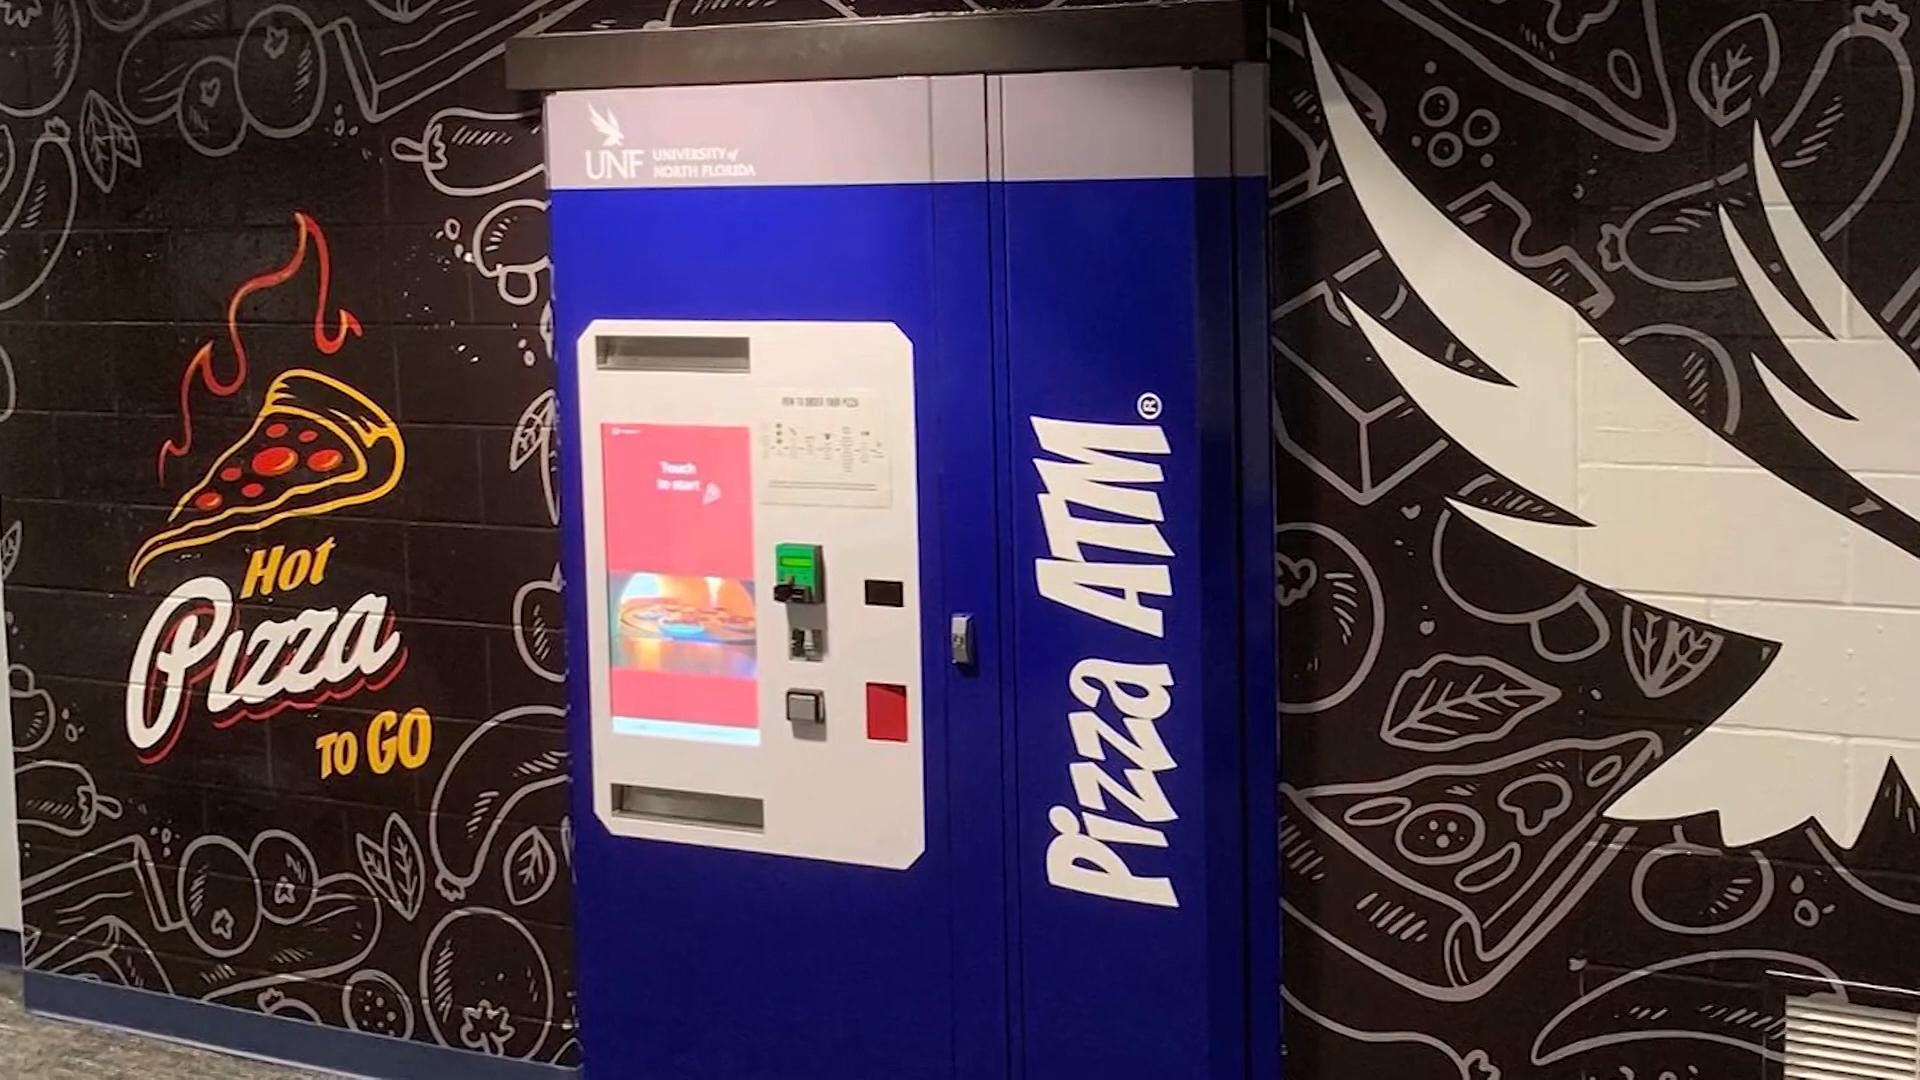 UNF
UNIVERSITY of
NORTH FLORIDA
HOW TO ORDER YOUR PIZZA
Touch
to start
Hot
Pizza
TO GO
Pizza ATM®